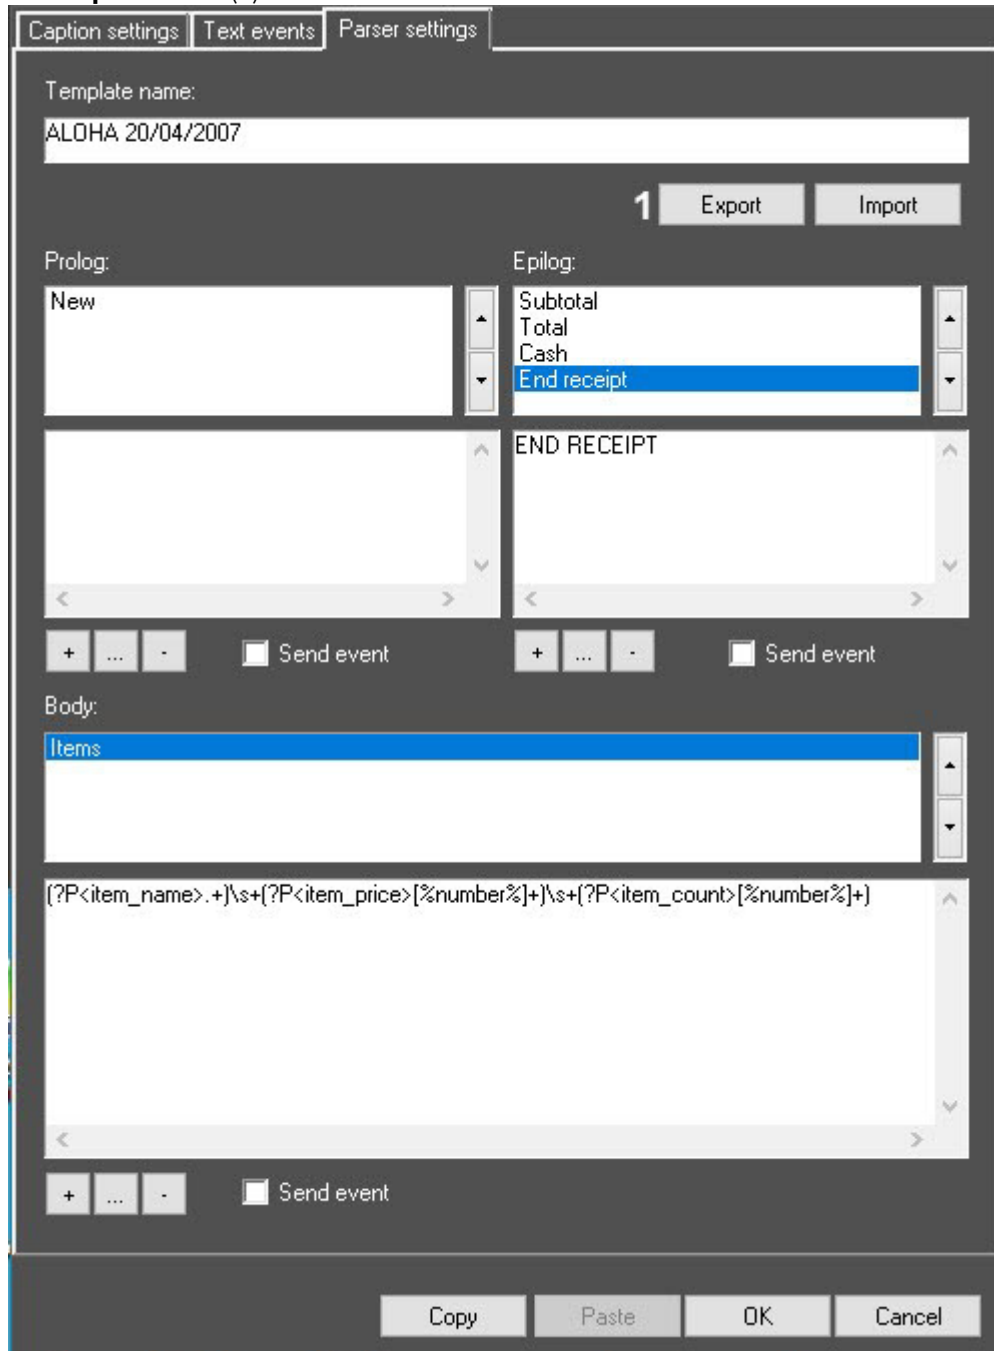 Caption settings Text events Parser settings
Template name:
ALOHA 20/04/2007
1 Export Import
Prolog: Epilog:
New
Subtotal
Total
Cash
End receipt
END RECEIPT
+ ... - Send event + ... - Send event
Body:
Items
(?P<item_name>.+)\s+(?P<item_price>[%number%]+)\s+(?P<item_count>[%number%]+)
+ ... - Send event
Copy Paste OK Cancel